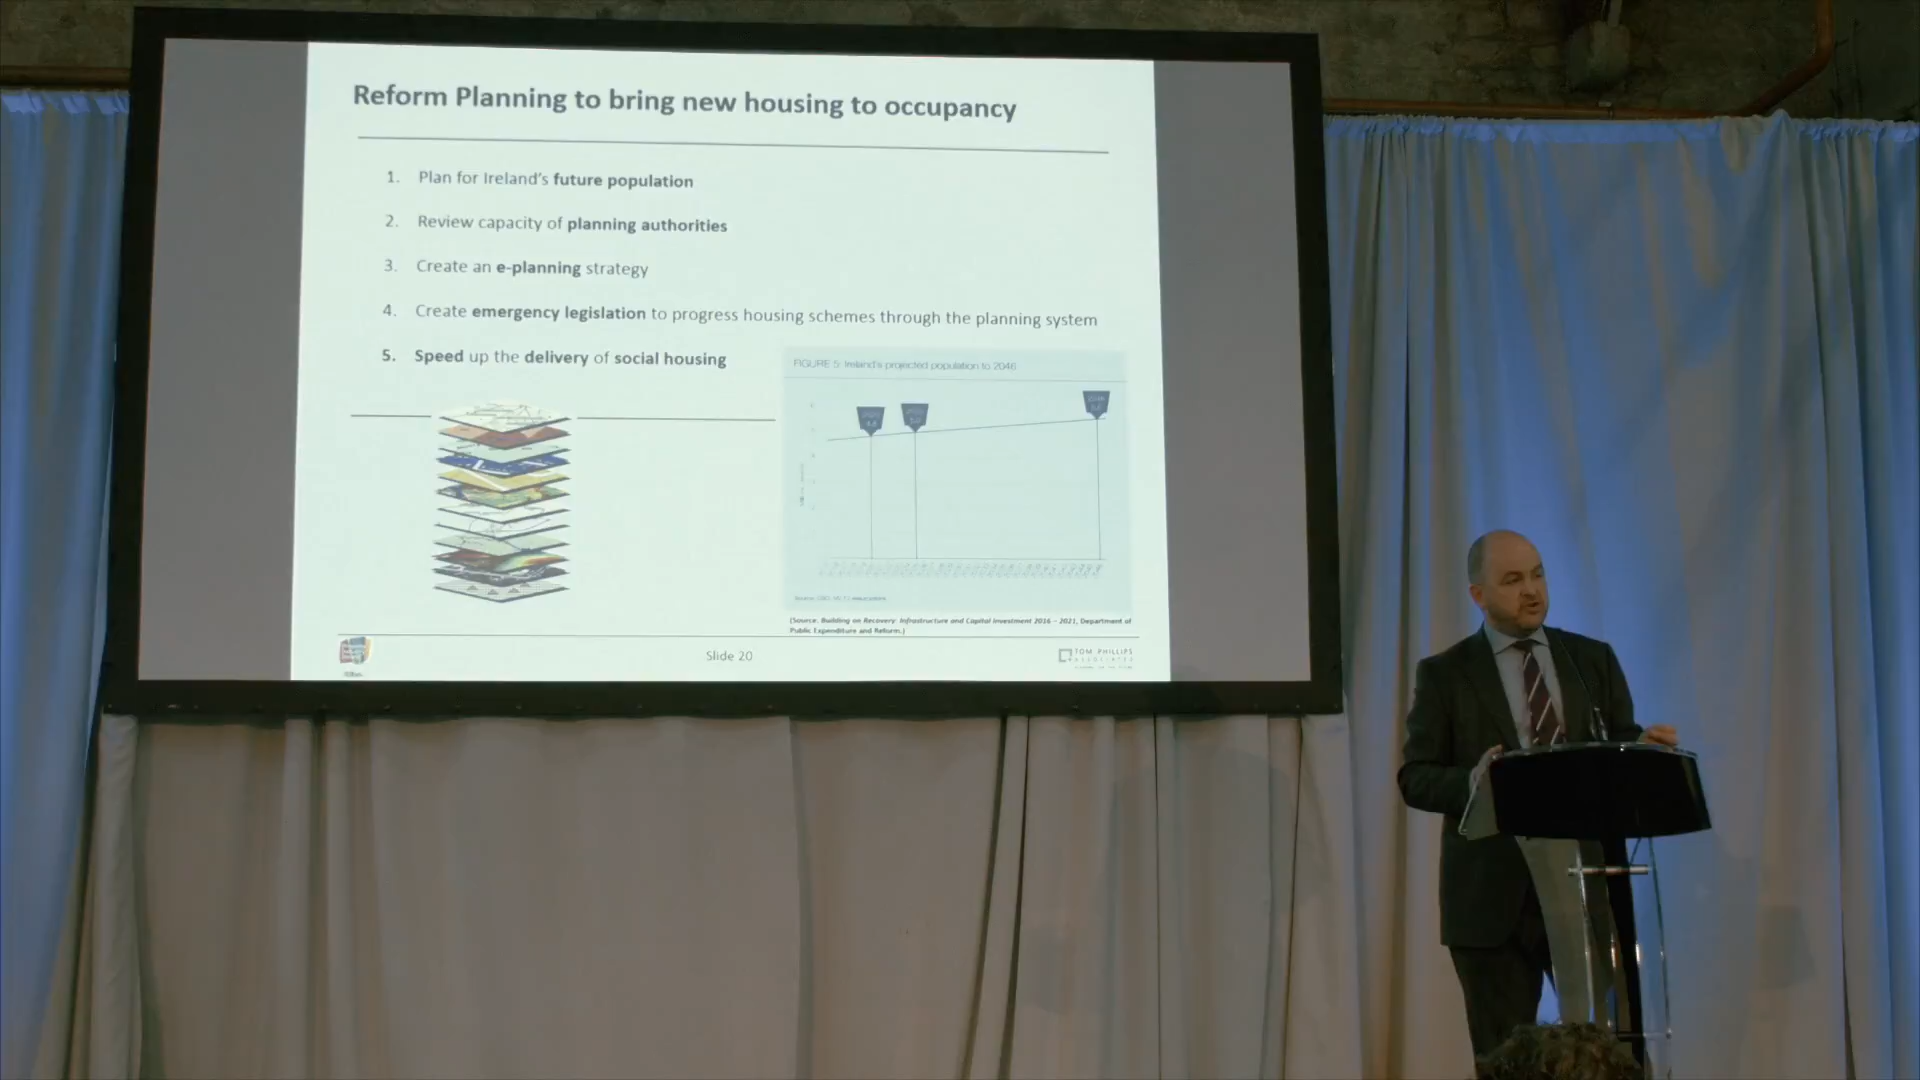 Reform Planning to bring new housing to occupancy
1. Plan for Ireland's future population
2. Review capacity of planning authorities
3. Create an e-planning strategy
4. Create emergency legislation to progress housing schemes through the planning system
5. Speed up the delivery of social housing
FIGURE 5: Ireland's projected population to 2046
(Source: Building on Recovery: Infrastructure and Capital Investment 2016 – 2021, Department of
Public Expenditure and Reform.)
Slide 20
TOM PHILLIPS
ASSOCIATES